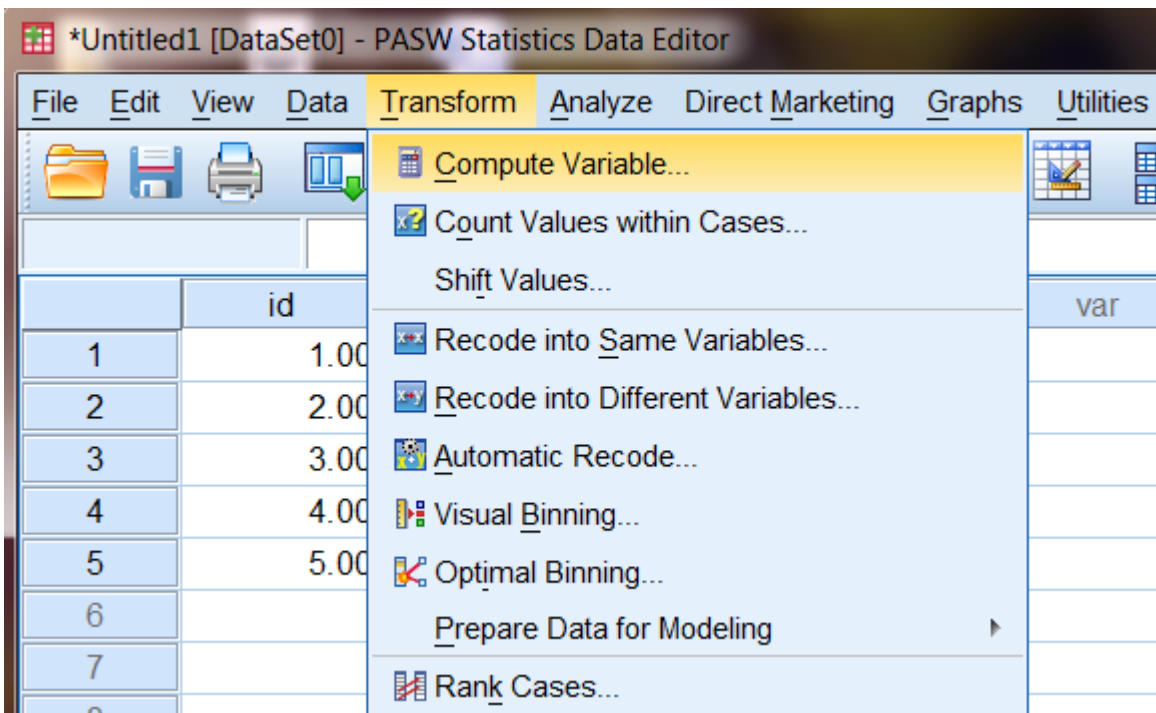 *Untitled1 [DataSet0] - PASW Statistics Data Editor
File Edit View Data Transform Analyze Direct Marketing Graphs Utilities
Compute Variable...
Count Values within Cases...
Shift Values...
id var
1 1.00 Recode into Same Variables...
2 2.00 Recode into Different Variables...
3 3.00 Automatic Recode...
4 4.00 Visual Binning...
5 5.00 Optimal Binning...
6 Prepare Data for Modeling
7
Rank Cases...